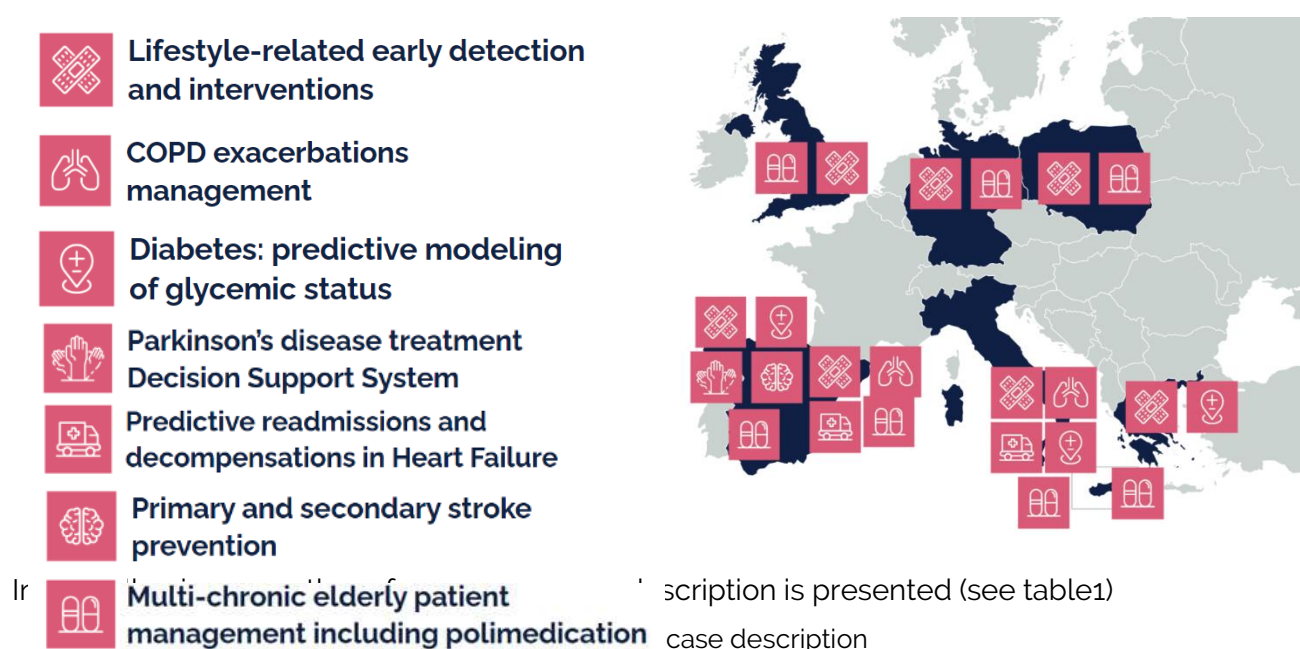 Lifestyle-related early detection
and interventions
COPD exacerbations
management
Diabetes: predictive modeling
of glycemic status
Parkinson's disease treatment
Decision Support System
Predictive readmissions and
decompensations in Heart Failure
Primary and secondary stroke
prevention
scription is presented (see table1)
Multi-chronic elderly patient
management including polimedication
case description